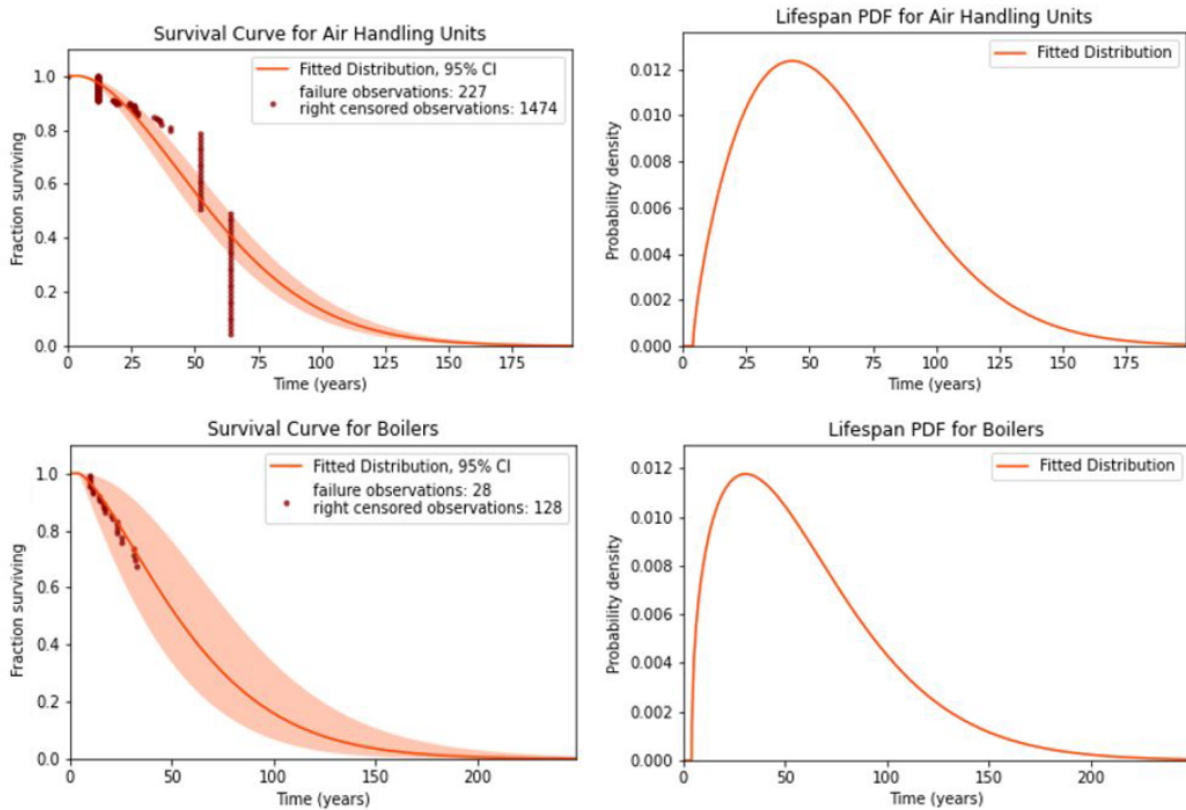 Survival Curve for Air Handling Units
Fitted Distribution, 95% CI
failure observations: 227
right censored observations: 1474
Fraction surviving
1.0
0.8
0.6
0.4
0.2
0.0
0 25 50 75 100 125 150 175
Time (years)
Lifespan PDF for Air Handling Units
Fitted Distribution
Probability density
0.012
0.010
0.008
0.006
0.004
0.002
0.000
0 25 50 75 100 125 150 175
Time (years)
Survival Curve for Boilers
Fitted Distribution, 95% CI
failure observations: 28
right censored observations: 128
Fraction surviving
1.0
0.8
0.6
0.4
0.2
0.0
0 50 100 150 200
Time (years)
Lifespan PDF for Boilers
Fitted Distribution
Probability density
0.012
0.010
0.008
0.006
0.004
0.002
0.000
0 50 100 150 200
Time (years)